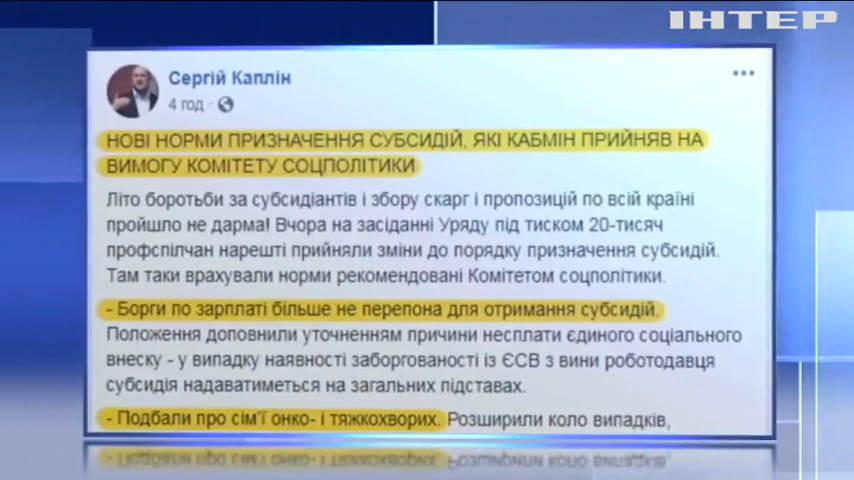 ІНТЕР
Сергій Каплін
4 год ·
НОВІ НОРМИ ПРИЗНАЧЕННЯ СУБСИДІЙ, ЯКІ КАБМІН ПРИЙНЯВ НА
ВИМОГУ КОМІТЕТУ СОЦПОЛІТИКИ
Літо боротьби за субсидіантів і збору скарг і пропозицій по всій країні
пройшло не дарма! Вчора на засіданні Уряду під тиском 20-тисяч
профспілчан нарешті прийняли зміни до порядку призначення субсидій.
Там таки врахували норми рекомендовані Комітетом соцполітики.
- Борги по зарплаті більше не перепона для отримання субсидій.
Положення доповнили уточненням причини несплати єдиного соціального
внеску - у випадку наявності заборгованості із ЄСВ з вини роботодавця
субсидія надаватиметься на загальних підставах.
- Подбали про сім'ї онко- і тяжкохворих. Розширили коло випадків,